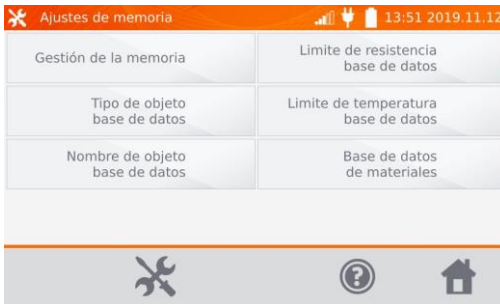 Ajustes de memoria
13:51 2019.11.12
Gestión de la memoria
Limite de resistencia
base de datos
Tipo de objeto
base de datos
Limite de temperatura
base de datos
Nombre de objeto
base de datos
Base de datos
de materiales
?